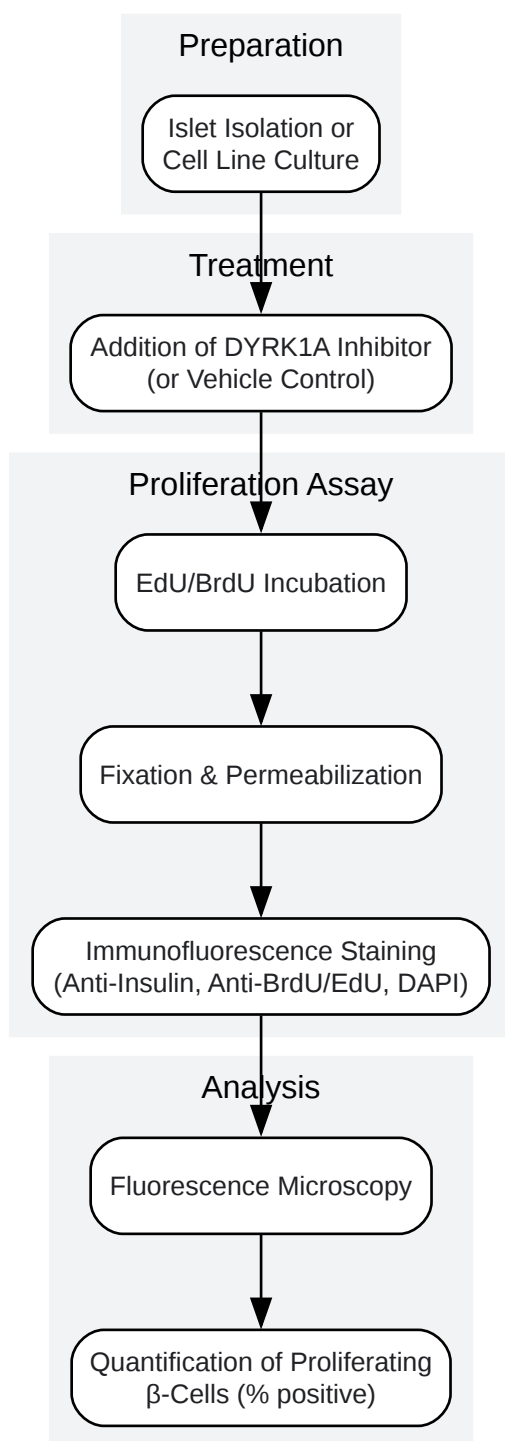 Preparation
Islet Isolation or
Cell Line Culture
Treatment
Addition of DYRK1A Inhibitor
(or Vehicle Control)
Proliferation Assay
EdU/BrdU Incubation
Fixation & Permeabilization
Immunofluorescence Staining
(Anti-Insulin, Anti-BrdU/EdU, DAPI)
Analysis
Fluorescence Microscopy
Quantification of Proliferating
β-Cells (% positive)